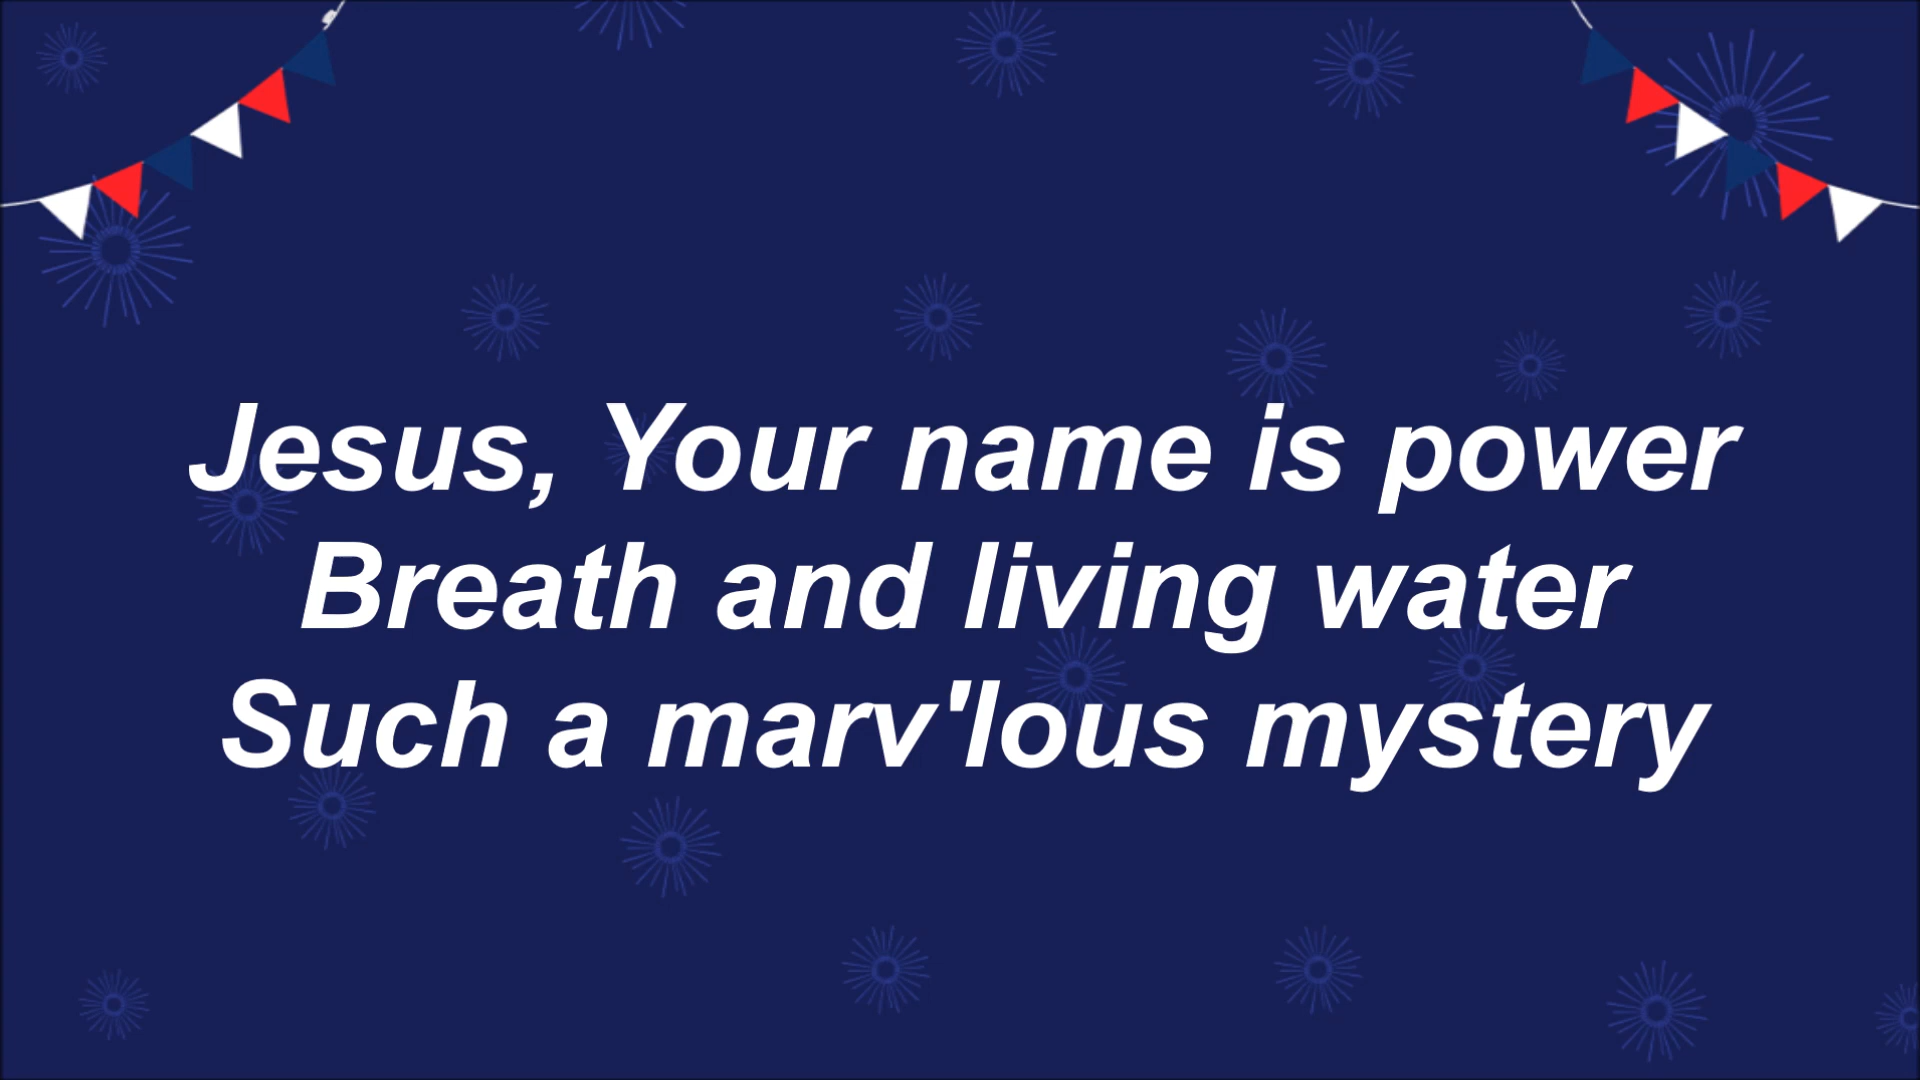 Jesus, Your name is power
Breath and living water
Such a marv'lous mystery